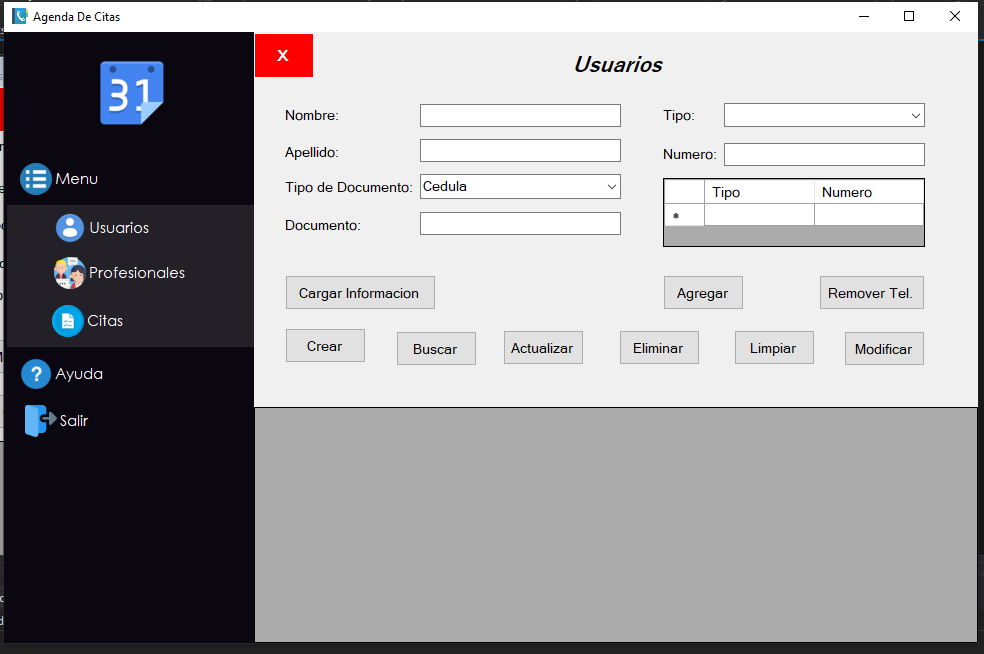 Agenda De Citas
31
Menu
Usuarios
Profesionales
Citas
Ayuda
Salir
X
Usuarios
Nombre:
Apellido:
Tipo de Documento: Cedula
Documento:
Tipo:
Numero:
Tipo Numero
*
Cargar Informacion
Agregar
Remover Tel.
Crear
Buscar
Actualizar
Eliminar
Limpiar
Modificar